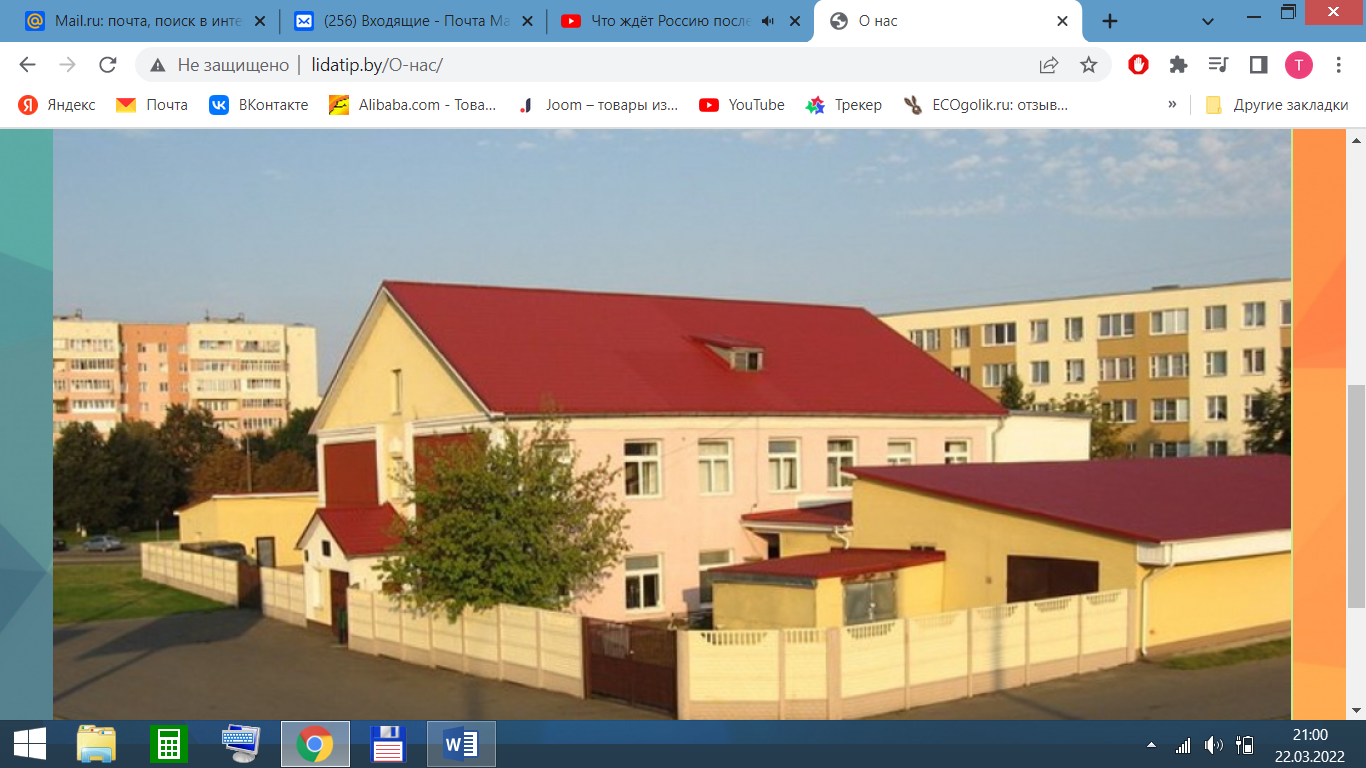 Mail.ru: почта, поиск в инте
(256) Входящие - Почта Ма
Что ждёт Россию после
О нас
Не защищено
lidatip.by/О-нас/
T
Яндекс
Почта
ВКонтакте
Alibaba.com - Това...
Joom – товары из...
YouTube
Трекер
ECOgolik.ru: отзыв...
»
Другие закладки
21:00
22.03.2022